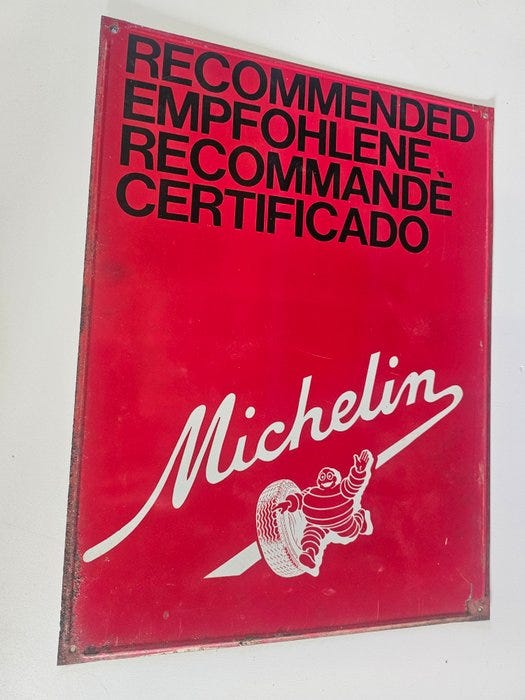 RECOMMENDED
EMPFOHLENE
RECOMMANDÈ
CERTIFICADO
Michelin